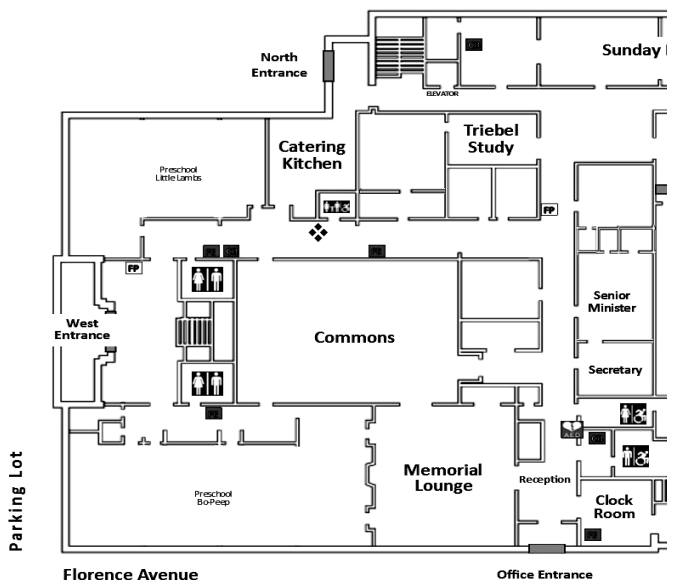 North
Entrance
Sunday
ELEVATOR
Catering
Kitchen
Triebel
Study
Preschool
Little Lambs
FP
FP
West
Entrance
Commons
Senior
Minister
Secretary
AED
Parking Lot
Preschool
Bo-Peep
Memorial
Lounge
Reception
Clock
Room
Florence Avenue
Office Entrance